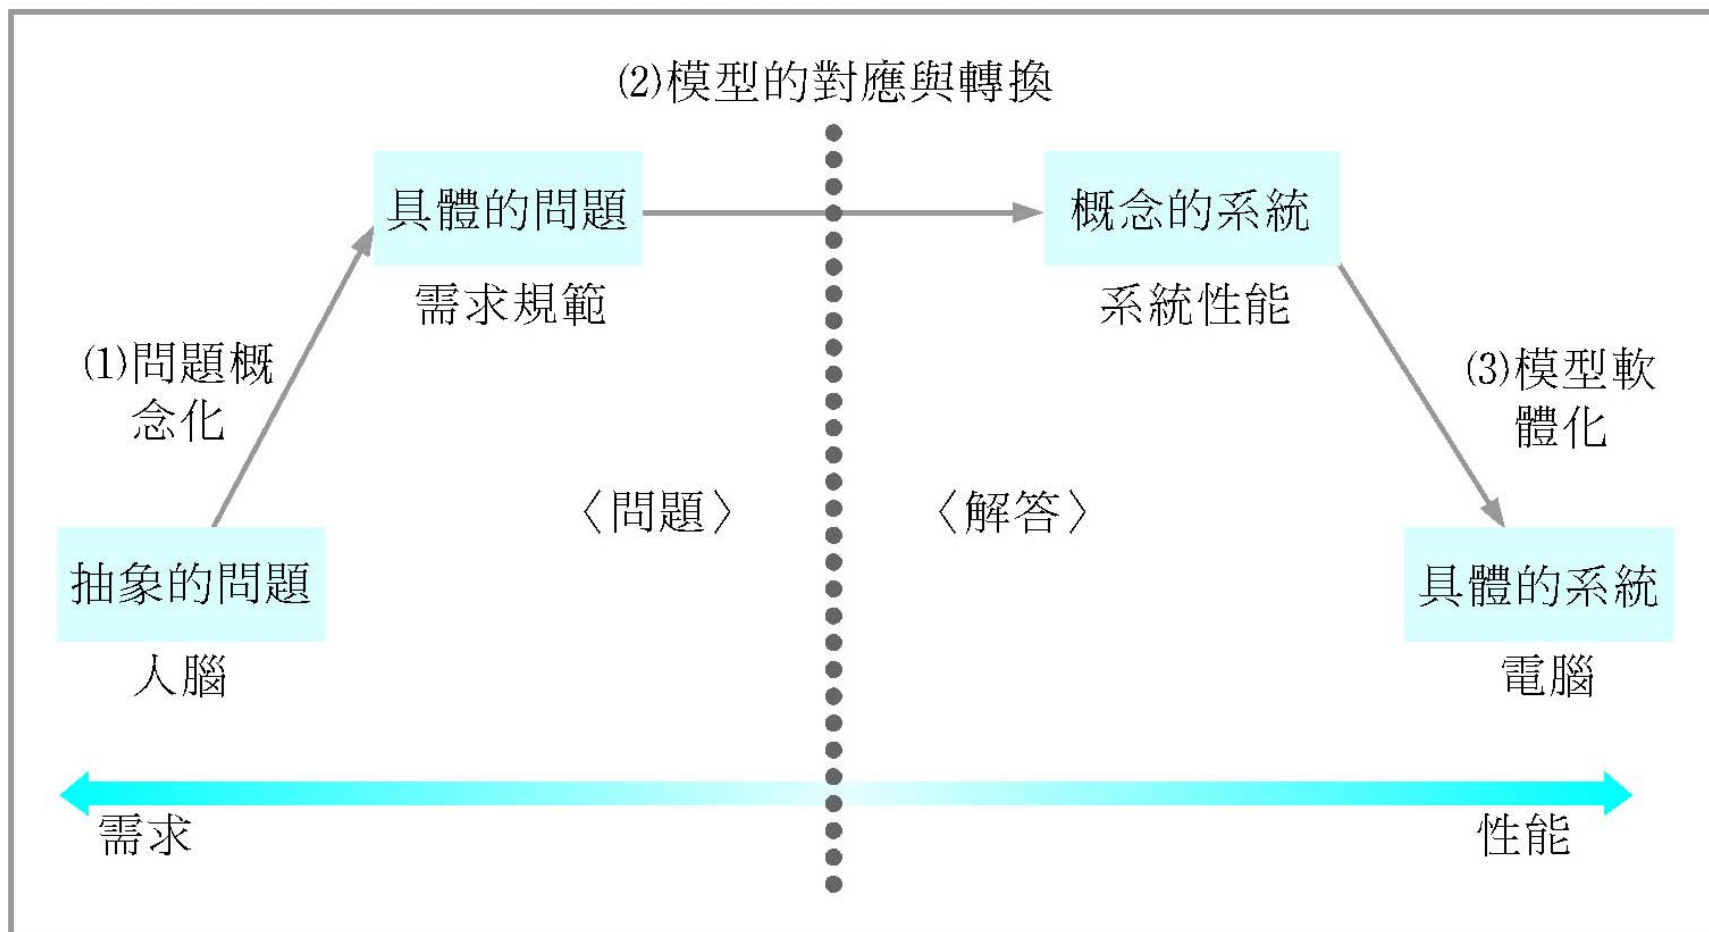 ⑵模型的對應與轉換
具體的問題
概念的系統
需求規範
系統性能
⑴問題概
念化
⑶模型軟
體化
〈問題〉
〈解答〉
抽象的問題
具體的系統
人腦
電腦
需求
性能